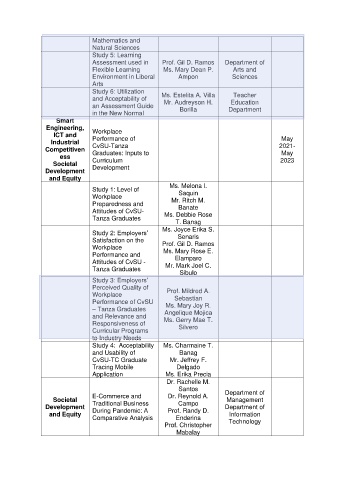 Mathematics and
Natural Sciences
Study 5: Learning
Assessment used in
Flexible Learning
Environment in Liberal
Arts
Prof. Gil D. Ramos
Ms. Mary Dean P.
Ampon
Department of
Arts and
Sciences
Study 6: Utilization
and Acceptability of
an Assessment Guide
in the New Normal
Ms. Estelita A. Villa
Mr. Audreyson H.
Borilla
Teacher
Education
Department
Smart
Engineering,
ICT and
Industrial
Competitiven
ess
Societal
Development
and Equity
Workplace
Performance of
CvSU-Tanza
Graduates: Inputs to
Curriculum
Development
May
2021-
May
2023
Study 1: Level of
Workplace
Preparedness and
Attitudes of CvSU-
Tanza Graduates
Ms. Melona I.
Saquin
Mr. Ritch M.
Banate
Ms. Debbie Rose
T. Banag
Study 2: Employers'
Satisfaction on the
Workplace
Performance and
Attitudes of CvSU -
Tanza Graduates
Ms. Joyce Erika S.
Senaris
Prof. Gil D. Ramos
Ms. Mary Rose E.
Elamparo
Mr. Mark Joel C.
Sibulo
Study 3: Employers'
Perceived Quality of
Workplace
Performance of CvSU
– Tanza Graduates
and Relevance and
Responsiveness of
Curricular Programs
to Industry Needs
Prof. Mildred A.
Sebastian
Ms. Mary Joy R.
Angelique Mojica
Ms. Gerry Mae T.
Silvero
Study 4: Acceptability
and Usability of
CvSU-TC Graduate
Tracing Mobile
Application
Ms. Charmaine T.
Banag
Mr. Jeffrey F.
Delgado
Ms. Erika Precia
Societal
Development
and Equity
E-Commerce and
Traditional Business
During Pandemic: A
Comparative Analysis
Dr. Rachelle M.
Santos
Dr. Reynold A.
Campo
Prof. Randy D.
Enderina
Prof. Christopher
Mabalay
Department of
Management
Department of
Information
Technology